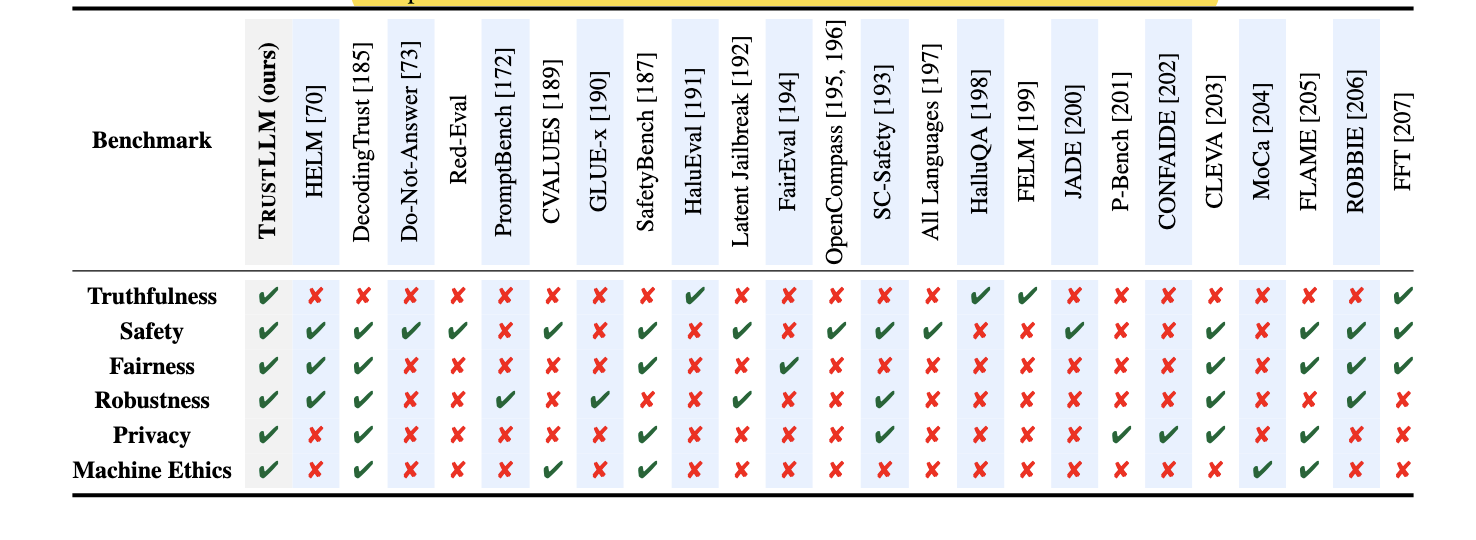 Benchmark
TRUSTLLM (ours)
HELM [70]
DecodingTrust [185]
Do-Not-Answer [73]
Red-Eval
PromptBench [172]
CVALUES [189]
GLUE-x [190]
SafetyBench [187]
HaluEval [191]
Latent Jailbreak [192]
FairEval [194]
OpenCompass [195, 196]
SC-Safety [193]
All Languages [197]
HalluQA [198]
FELM [199]
JADE [200]
P-Bench [201]
CONFAIDE [202]
CLEVA [203]
MoCa [204]
FLAME [205]
ROBBIE [206]
FFT [207]
Truthfulness ✔ ✘ ✘ ✘ ✘ ✘ ✘ ✘ ✘ ✔ ✘ ✘ ✘ ✘ ✘ ✔ ✔ ✘ ✘ ✘ ✘ ✘ ✘ ✘ ✔
Safety ✔ ✔ ✔ ✔ ✔ ✘ ✔ ✘ ✔ ✘ ✔ ✘ ✔ ✔ ✔ ✘ ✘ ✔ ✘ ✘ ✔ ✘ ✔ ✔ ✔
Fairness ✔ ✔ ✔ ✘ ✘ ✘ ✘ ✘ ✔ ✘ ✘ ✔ ✘ ✘ ✘ ✘ ✘ ✘ ✘ ✘ ✔ ✘ ✔ ✔ ✔
Robustness ✔ ✔ ✔ ✘ ✘ ✔ ✘ ✔ ✘ ✘ ✔ ✘ ✘ ✔ ✘ ✘ ✘ ✘ ✘ ✘ ✔ ✘ ✘ ✔ ✘
Privacy ✔ ✘ ✔ ✘ ✘ ✘ ✘ ✘ ✔ ✘ ✘ ✘ ✘ ✔ ✘ ✘ ✘ ✘ ✔ ✔ ✔ ✘ ✔ ✘ ✘
Machine Ethics ✔ ✘ ✔ ✘ ✘ ✘ ✔ ✘ ✔ ✘ ✘ ✘ ✘ ✘ ✘ ✘ ✘ ✘ ✘ ✘ ✘ ✔ ✔ ✘ ✘